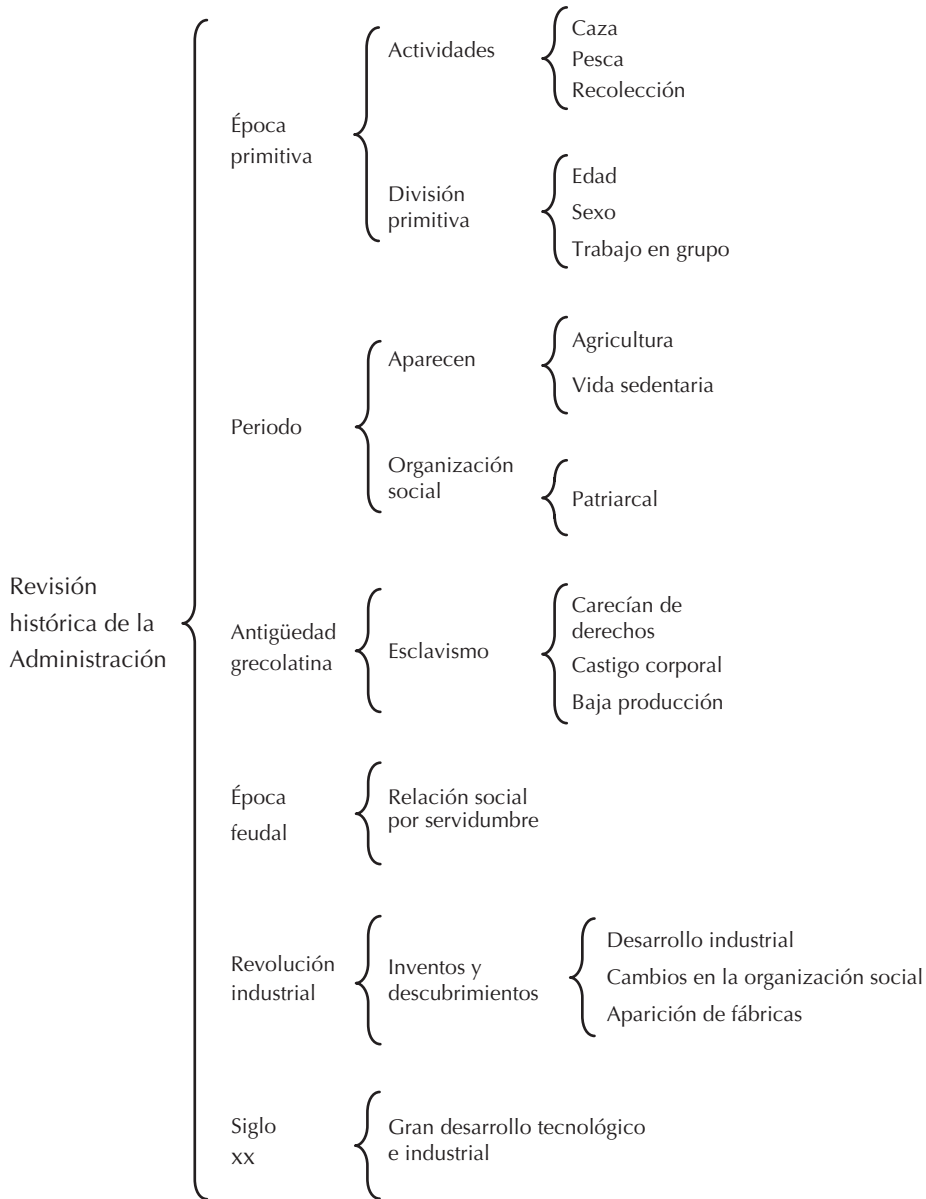 Revisión
histórica de la
Administración
Época
primitiva
Actividades
Caza
Pesca
Recolección
División
primitiva
Edad
Sexo
Trabajo en grupo
Periodo
Aparecen
Agricultura
Vida sedentaria
Organización
social
Patriarcal
Antigüedad
grecolatina
Esclavismo
Carecían de
derechos
Castigo corporal
Baja producción
Época
feudal
Relación social
por servidumbre
Revolución
industrial
Inventos y
descubrimientos
Desarrollo industrial
Cambios en la organización social
Aparición de fábricas
Siglo
xx
Gran desarrollo tecnológico
e industrial